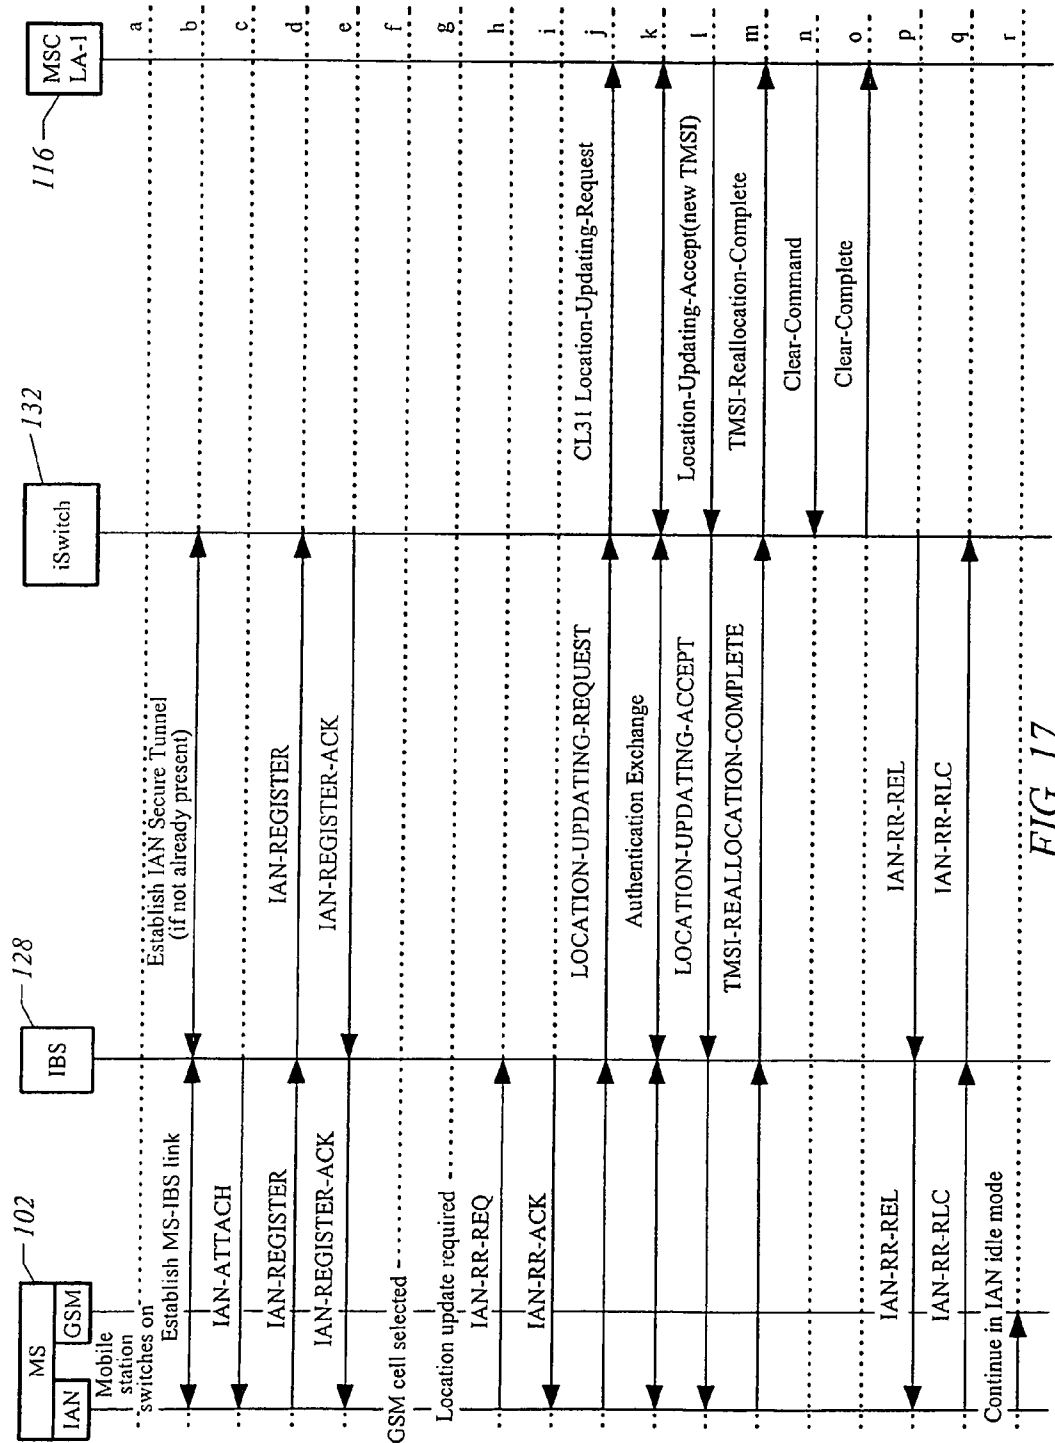 MS
102
IAN
GSM
IBS
128
iSwitch
132
MSC
LA-1
116
Mobile
station
switches on
a
Establish MS-IBS link
Establish IAN Secure Tunnel
(if not already present)
b
IAN-ATTACH
c
IAN-REGISTER
IAN-REGISTER
d
IAN-REGISTER-ACK
IAN-REGISTER-ACK
e
GSM cell selected
f
Location update required
g
IAN-RR-REQ
h
IAN-RR-ACK
i
LOCATION-UPDATING-REQUEST
CL31 Location-Updating-Request
j
Authentication Exchange
k
LOCATION-UPDATING-ACCEPT
Location-Updating-Accept(new TMSI)
l
TMSI-REALLOCATION-COMPLETE
TMSI-Reallocation-Complete
m
Clear-Command
n
Clear-Complete
o
IAN-RR-REL
IAN-RR-REL
p
IAN-RR-RLC
IAN-RR-RLC
q
Continue in IAN idle mode
r
FIG. 17